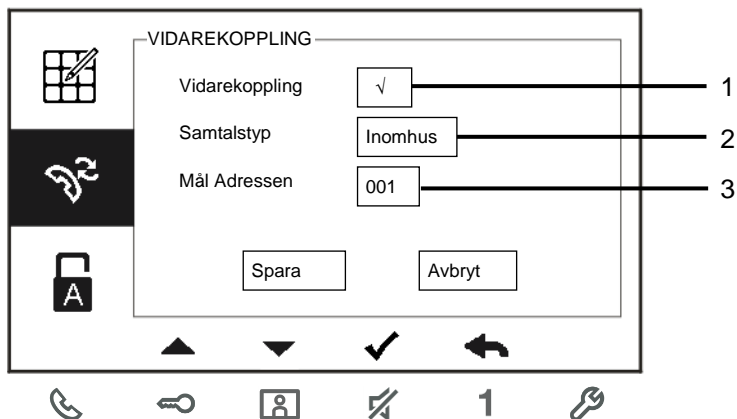 VIDAREKOPPLING
Vidarekoppling √ 1
Samtalstyp Inomhus 2
Mål Adressen 001 3
Spara Avbryt
A
1